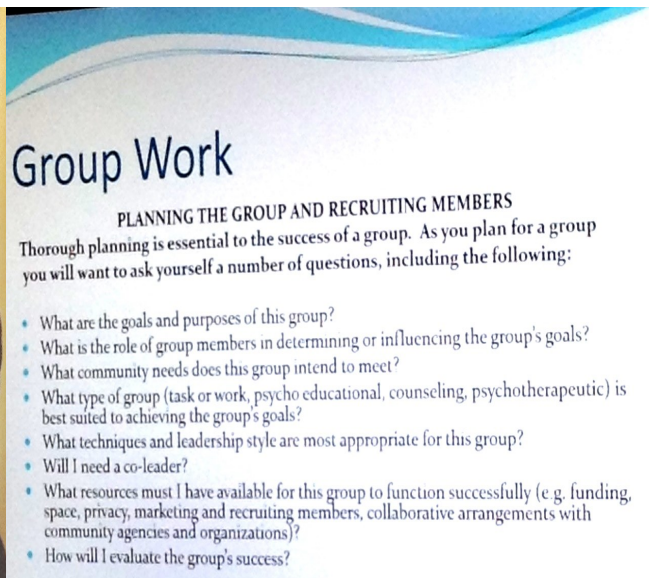 Group Work
PLANNING THE GROUP AND RECRUITING MEMBERS
Thorough planning is essential to the success of a group. As you plan for a group
you will want to ask yourself a number of questions, including the following:
• What are the goals and purposes of this group?
• What is the role of group members in determining or influencing the group's goals?
• What community needs does this group intend to meet?
• What type of group (task or work, psycho educational, counseling, psychotherapeutic) is
best suited to achieving the group's goals?
• What techniques and leadership style are most appropriate for this group?
• Will I need a co-leader?
• What resources must I have available for this group to function successfully (e.g. funding,
space, privacy, marketing and recruiting members, collaborative arrangements with
community agencies and organizations)?
• How will I evaluate the group's success?